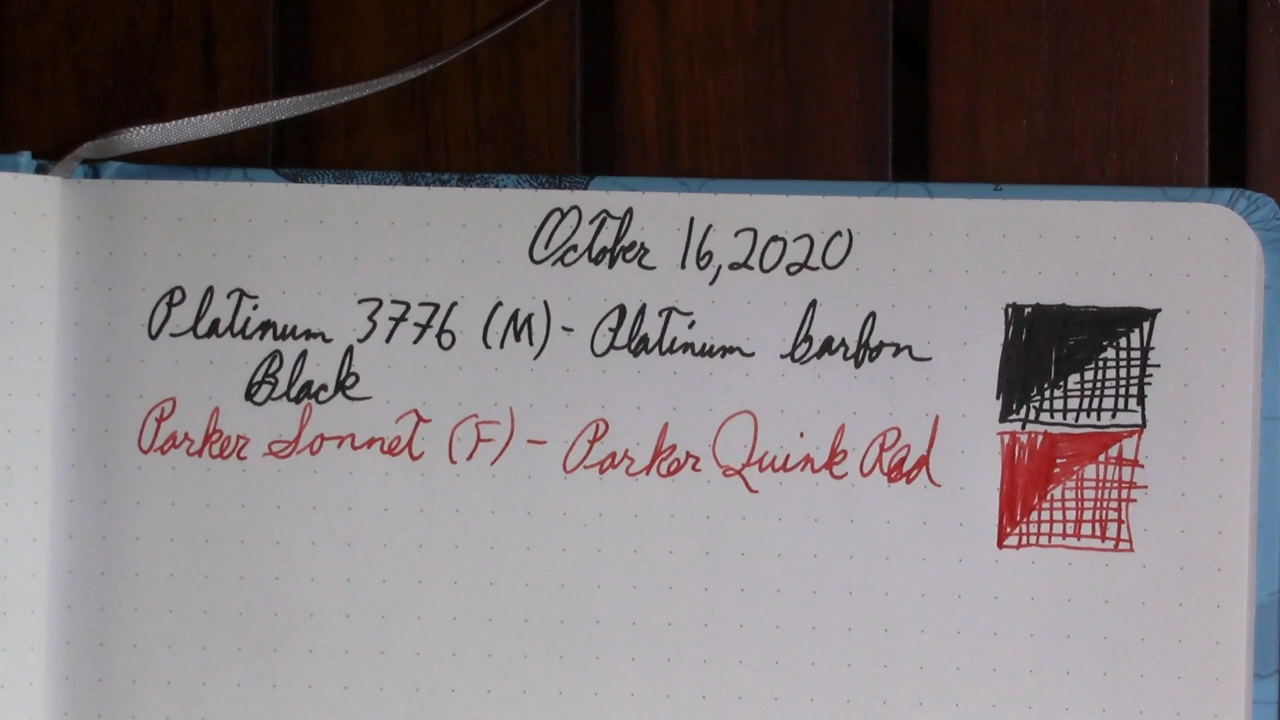 October 16, 2020
Platinum 3776 (M) - Platinum Carbon
Black
Parker Sonnet (F) - Parker Quink Red